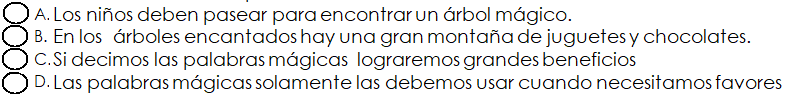 A. Los niños deben pasear para encontrar un árbol mágico.
B. En los árboles encantados hay una gran montaña de juguetes y chocolates.
C. Si decimos las palabras mágicas lograremos grandes beneficios
D. Las palabras mágicas solamente las debemos usar cuando necesitamos favores